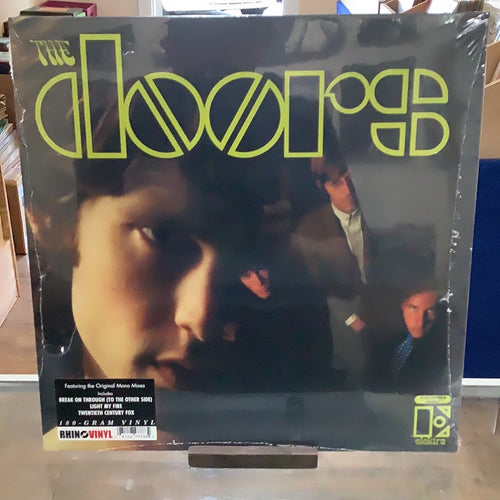 THE
doors
Featuring the Original Mono Mixes
Includes
BREAK ON THROUGH (TO THE OTHER SIDE)
LIGHT MY FIRE
TWENTIETH CENTURY FOX
180-GRAM VINYL
RHINO VINYL
elektra